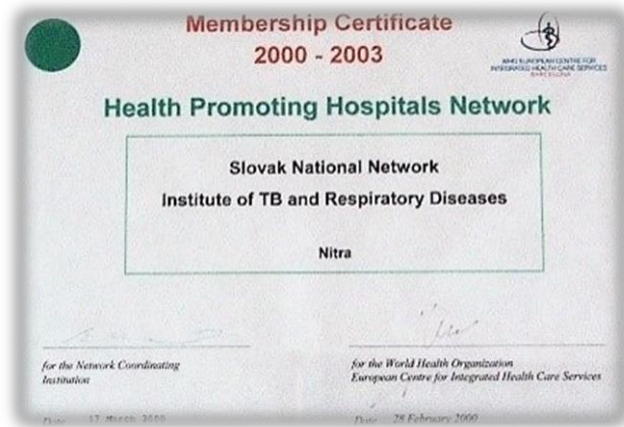 Membership Certificate
2000 - 2003
WHO EUROPEAN CENTRE FOR
INTEGRATED HEALTH CARE SERVICES
BARCELONA
Health Promoting Hospitals Network
Slovak National Network
Institute of TB and Respiratory Diseases
Nitra
for the Network Coordinating
Institution
for the World Health Organization
European Centre for Integrated Health Care Services
Date 17 March 2000
Date 28 February 2000